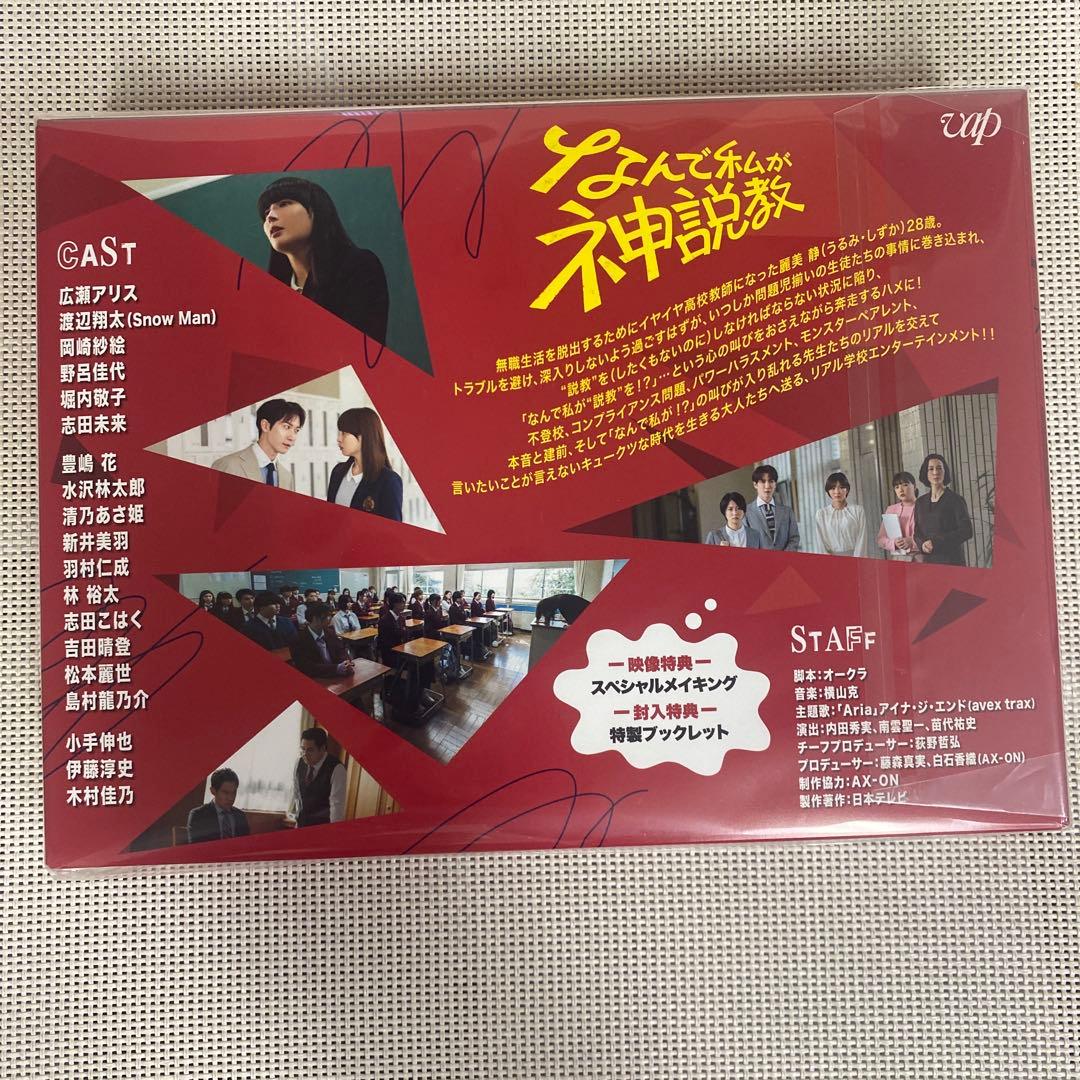 vap
なんで私が
神説教
無職生活を脱出するためにイヤイヤ高校教師になった麗美 静(うるみ・しずか)28歳。
トラブルを避け、深入りしないよう過ごすはずが、いつしか問題児揃いの生徒たちの事情に巻き込まれ、
“説教”を(したくもないのに)しなければならない状況に陥り、
「なんで私が“説教”を!?」…という心の叫びをおさえながら奔走するハメに!
不登校、コンプライアンス問題、パワーハラスメント、モンスターペアレント、
本音と建前、そして「なんで私が!?」の叫びが入り乱れる先生たちのリアルを交えて
言いたいことが言えないキュークツな時代を生きる大人たちへ送る、リアル学校エンターテインメント!!
CAST
広瀬アリス
渡辺翔太(Snow Man)
岡崎紗絵
野呂佳代
堀内敬子
志田未来
豊嶋 花
水沢林太郎
清乃あさ姫
新井美羽
羽村仁成
林 裕太
志田こはく
吉田晴登
松本麗世
島村龍乃介
小手伸也
伊藤淳史
木村佳乃
ー映像特典ー
スペシャルメイキング
ー封入特典ー
特製ブックレット
STAFF
脚本:オークラ
音楽:横山克
主題歌:「Aria」アイナ・ジ・エンド(avex trax)
演出:内田秀実、南雲聖一、苗代祐史
チーフプロデューサー:荻野哲弘
プロデューサー:藤森真実、白石香織(AX-ON)
制作協力:AX-ON
製作著作:日本テレビ